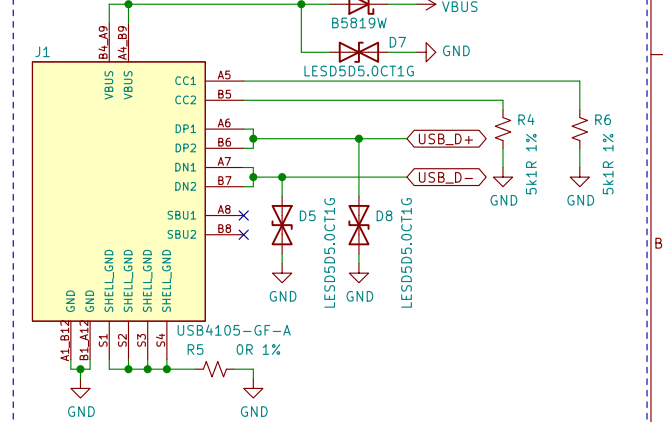 VBUS
B5819W
D7
GND
LESD5D5.0CT1G
J1
B4_A9
A4_B9
VBUS
VBUS
CC1
A5
CC2
B5
DP1
A6
DP2
B6
DN1
A7
DN2
B7
SBU1
A8
SBU2
B8
USB_D+
USB_D-
R4
5k1R 1%
GND
R6
5k1R 1%
GND
D5
LESD5D5.0CT1G
GND
D8
LESD5D5.0CT1G
GND
B
GND
GND
SHELL_GND
SHELL_GND
SHELL_GND
SHELL_GND
A1_B12
B1_A12
S1
S2
S3
S4
USB4105-GF-A
R5
0R 1%
GND
GND